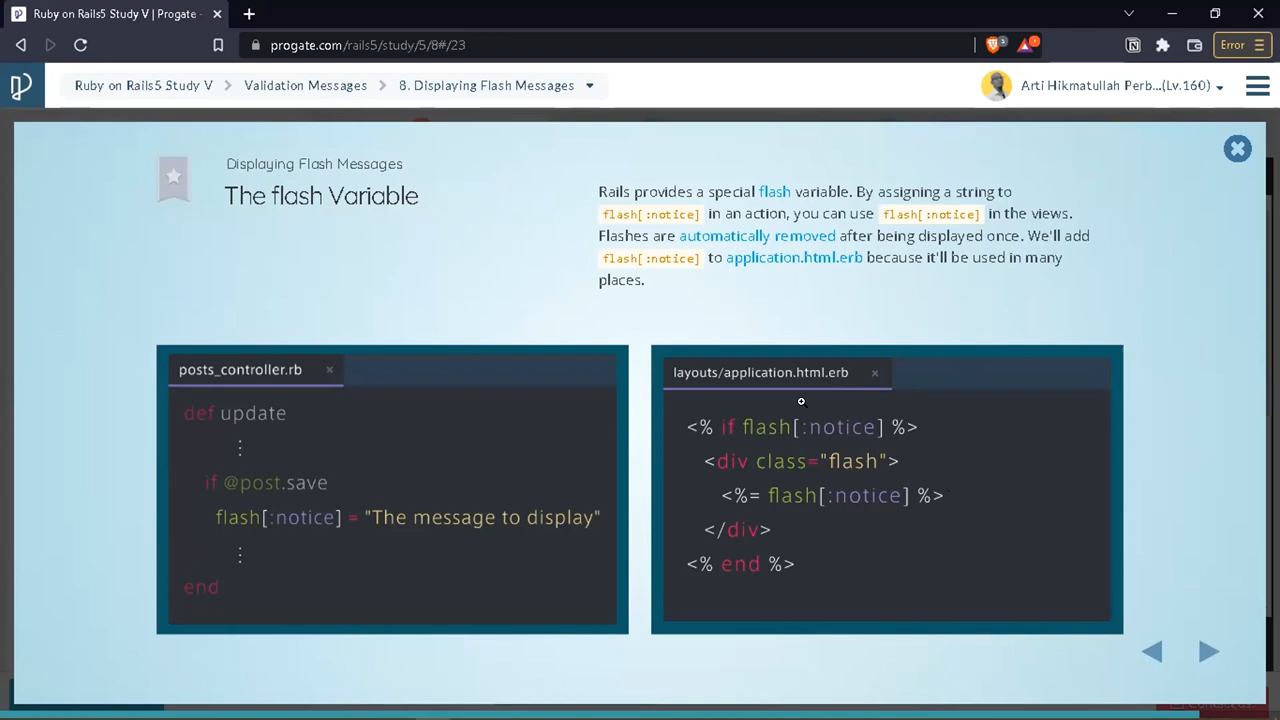 Ruby on Rails5 Study V | Progate -
progate.com/rails5/study/5/8#/23
Error
Ruby on Rails5 Study V
Validation Messages
8. Displaying Flash Messages
Arti Hikmatullah Perb...(Lv.160)
Displaying Flash Messages
The flash Variable
Rails provides a special flash variable. By assigning a string to
flash[:notice] in an action, you can use flash[:notice] in the views.
Flashes are automatically removed after being displayed once. We'll add
flash[:notice] to application.html.erb because it'll be used in many
places.
posts_controller.rb
def update
⋮
if @post.save
flash[:notice] = "The message to display"
⋮
end
layouts/application.html.erb
<% if flash[:notice] %>
<div class="flash">
<%= flash[:notice] %>
</div>
<% end %>